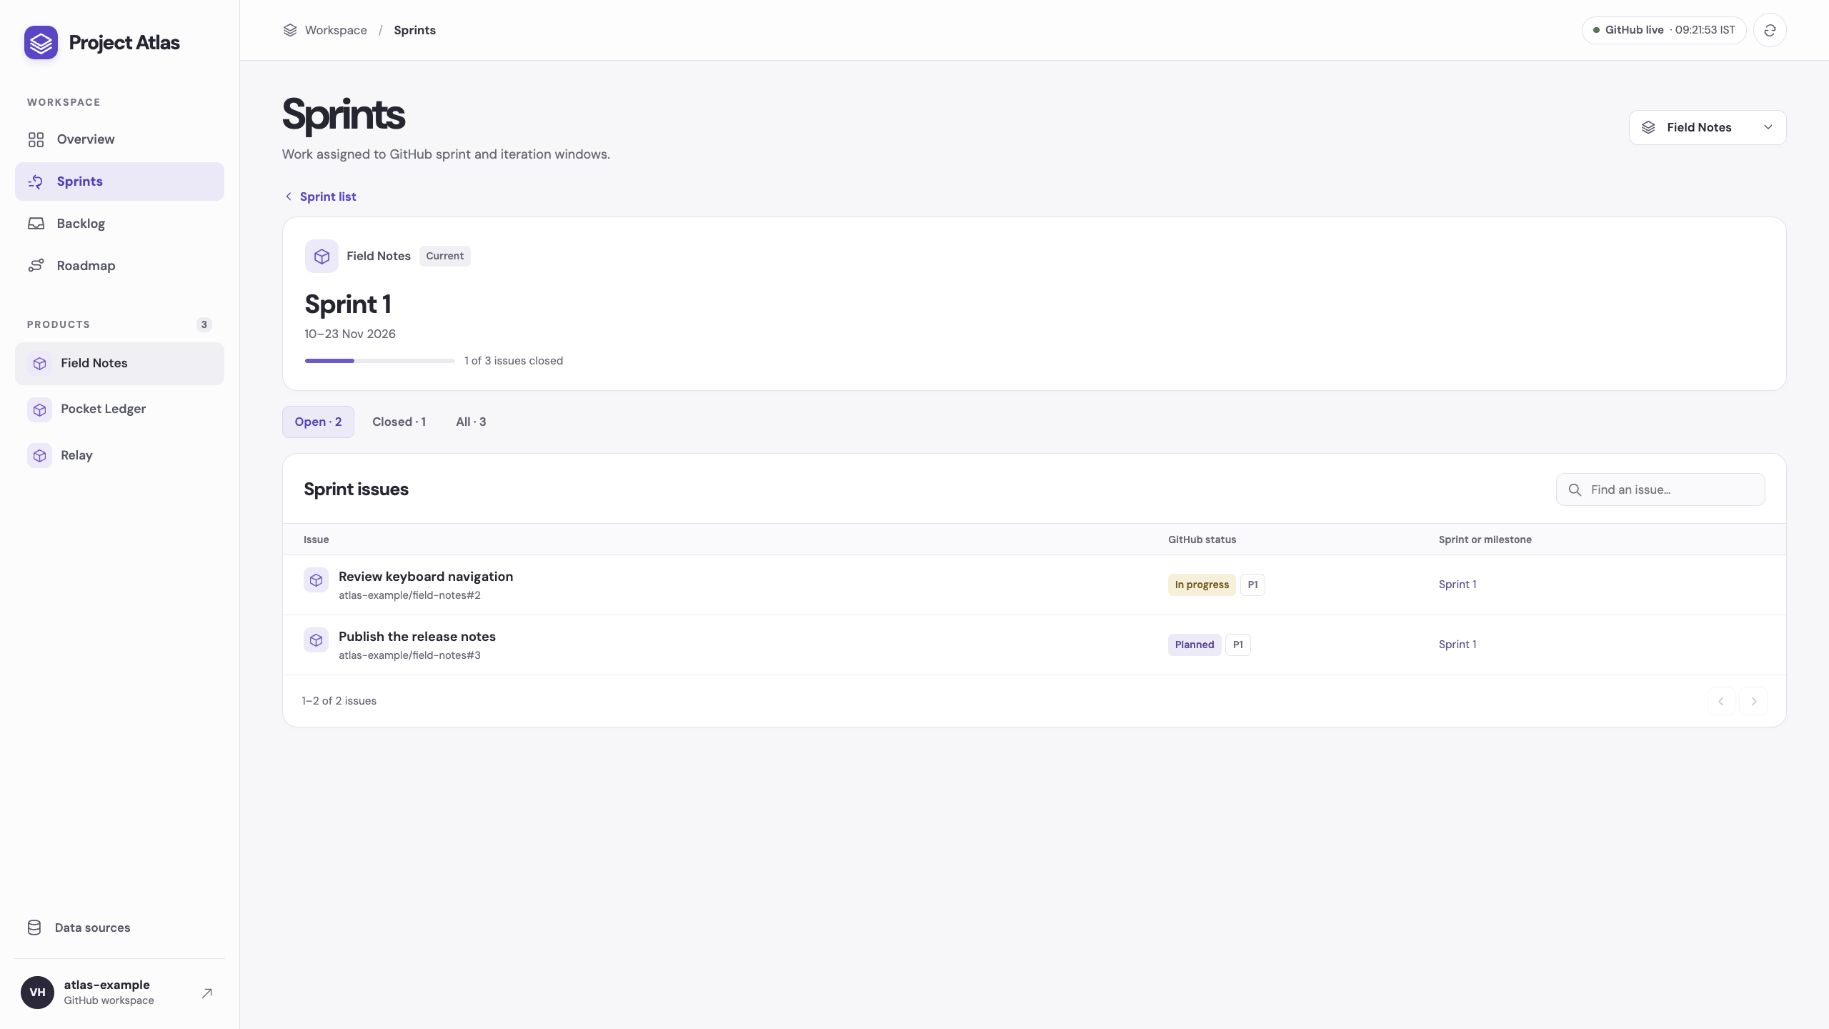 Project Atlas
WORKSPACE
Overview
Sprints
Backlog
Roadmap
PRODUCTS 3
Field Notes
Pocket Ledger
Relay
Data sources
VH
atlas-example
GitHub workspace
Workspace / Sprints
GitHub live · 09:21:53 IST
Sprints
Work assigned to GitHub sprint and iteration windows.
Field Notes
Sprint list
Field Notes Current
Sprint 1
10–23 Nov 2026
1 of 3 issues closed
Open · 2 Closed · 1 All · 3
Sprint issues
Find an issue...
Issue GitHub status Sprint or milestone
Review keyboard navigation
atlas-example/field-notes#2
In progress P1 Sprint 1
Publish the release notes
atlas-example/field-notes#3
Planned P1 Sprint 1
1–2 of 2 issues